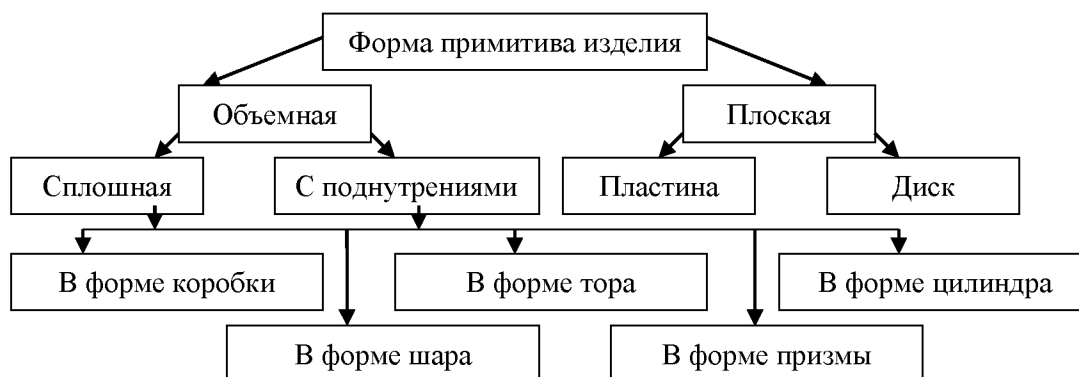 Форма примитива изделия
Объемная
Плоская
Сплошная
С поднутрениями
Пластина
Диск
В форме коробки
В форме тора
В форме цилиндра
В форме шара
В форме призмы